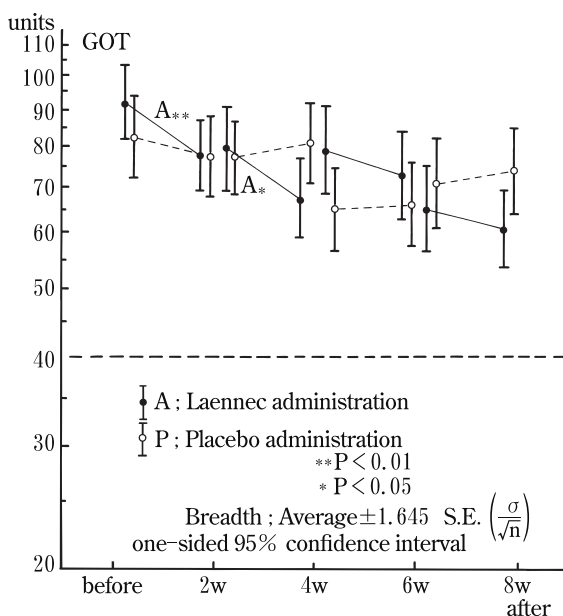 units
110
GOT
100
90
A**
80
70
A*
60
50
40
A ; Laennec administration
P ; Placebo administration
30
**P<0.01
* P<0.05
Breadth ; Average±1.645 S.E. (σ/√n)
one-sided 95% confidence interval
20
before 2w 4w 6w 8w
after